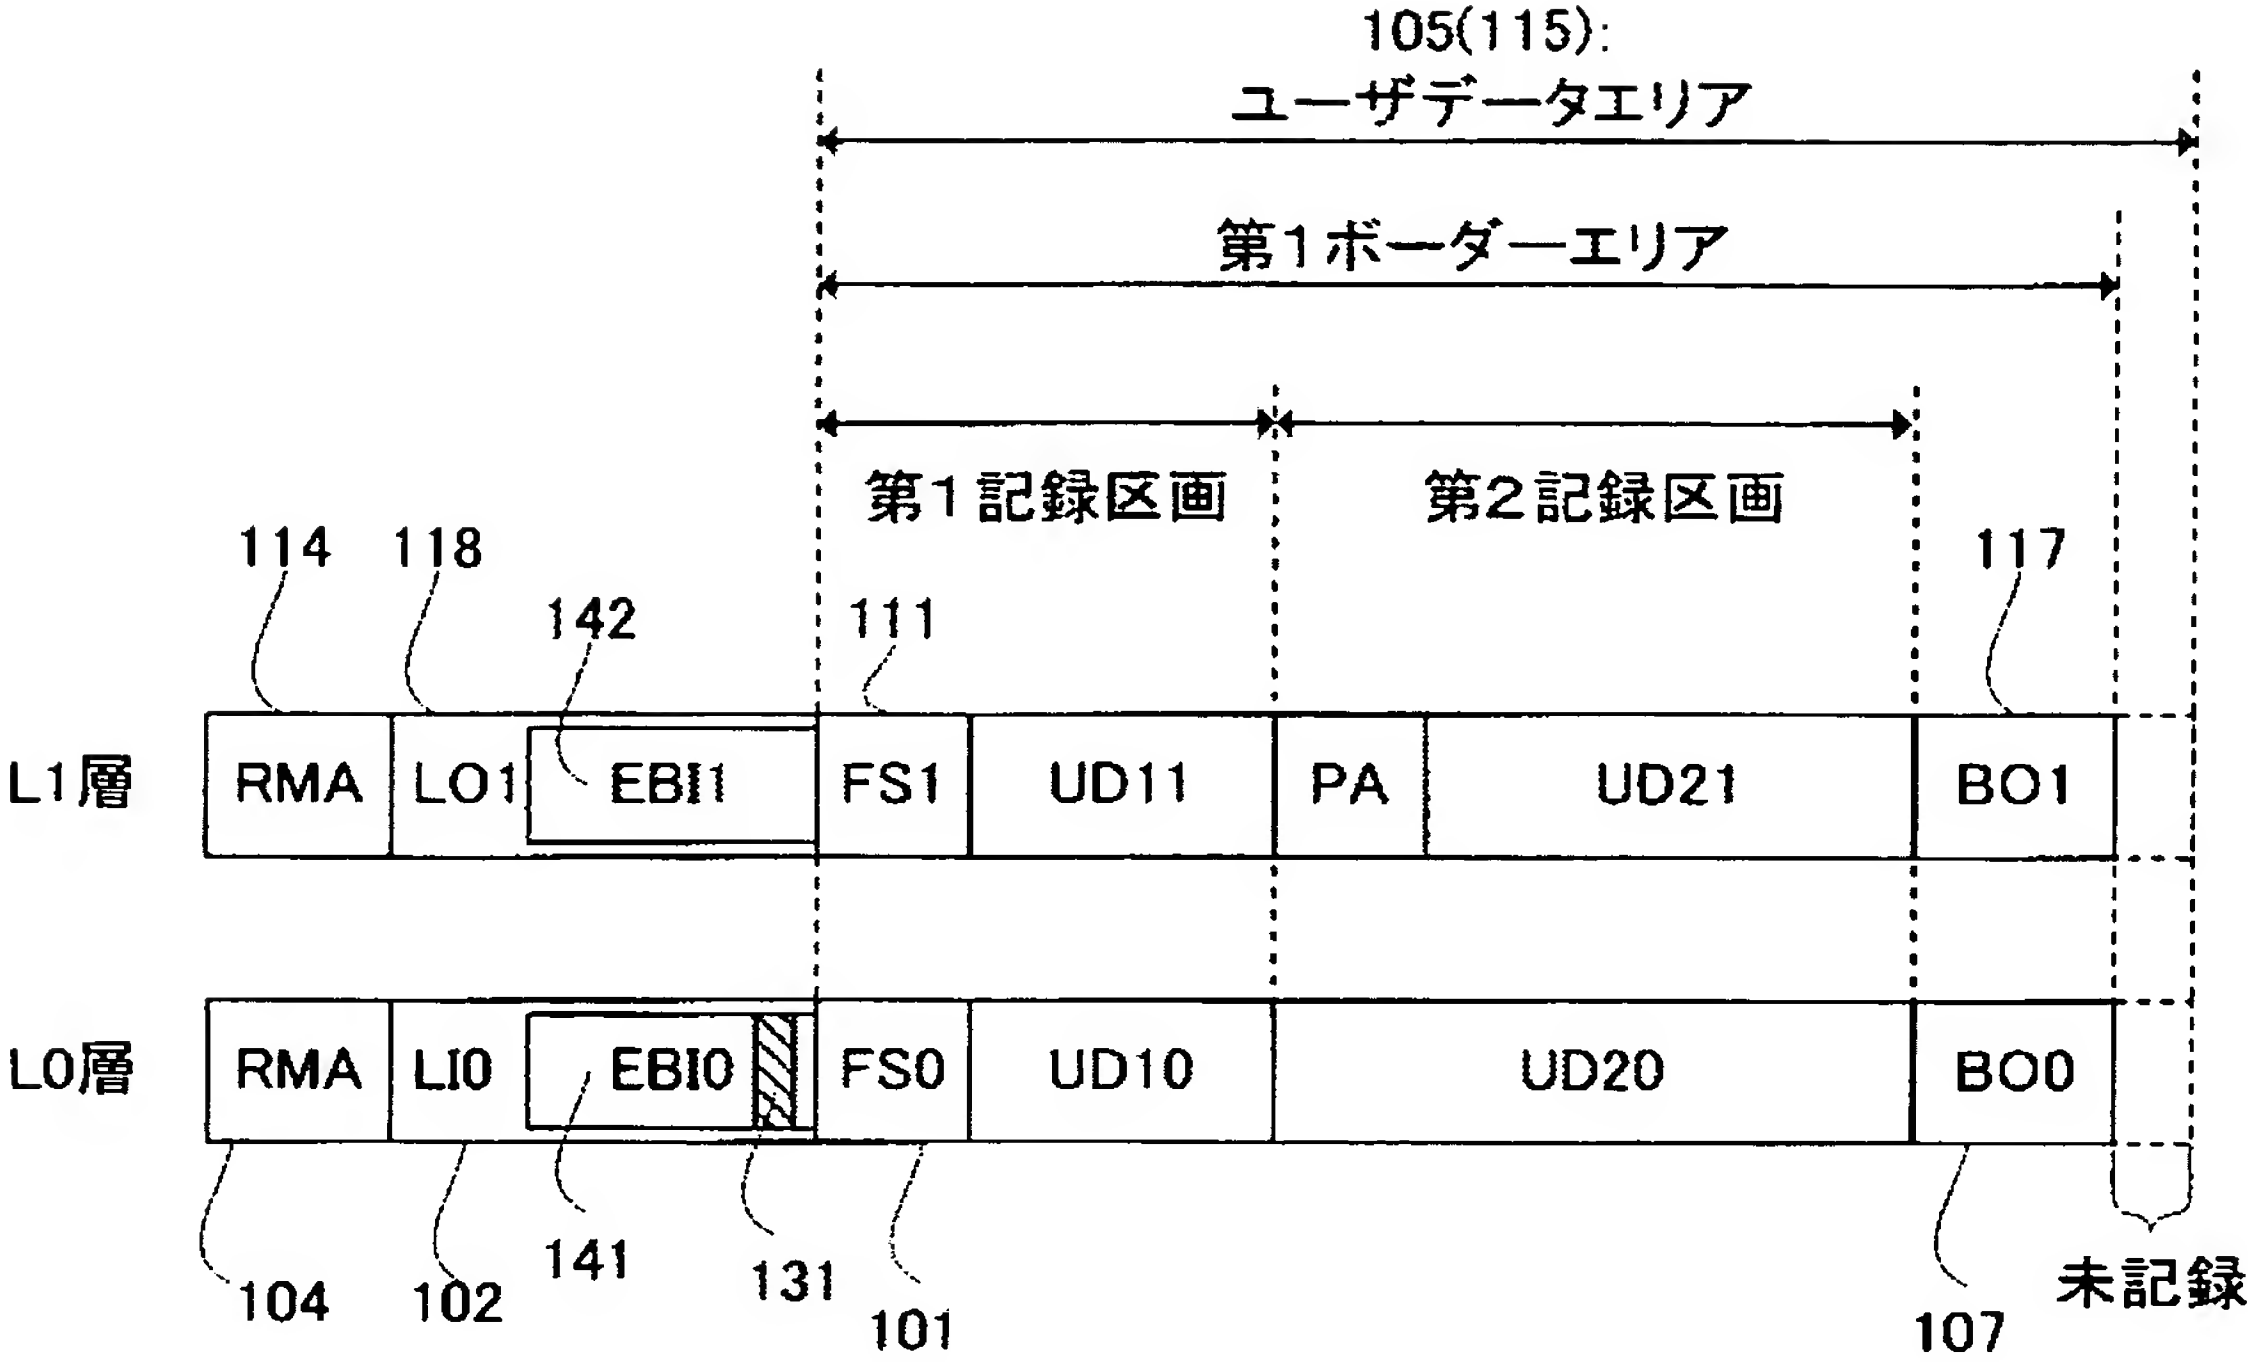 105(115):
ユーザデータエリア
第1ボーダーエリア
第1記録区画 第2記録区画
114 118 142 111 117
L1層 RMA LO1 EBI1 FS1 UD11 PA UD21 BO1
L0層 RMA LI0 EBI0 FS0 UD10 UD20 BO0
104 102 141 131 101 107 未記録